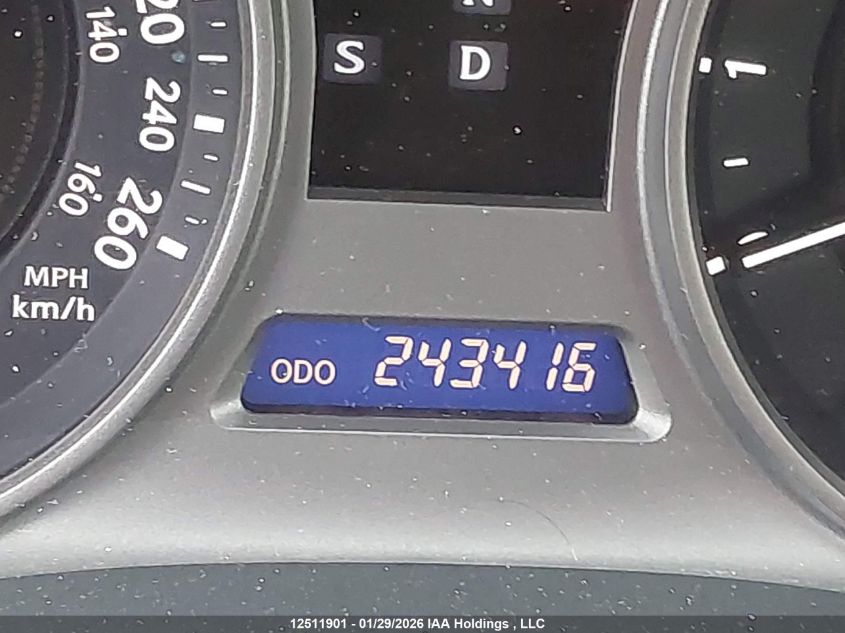 20
140
240
160
260
MPH
km/h
N
S D
1
ODO 243416
12511901 - 01/29/2026 IAA Holdings , LLC